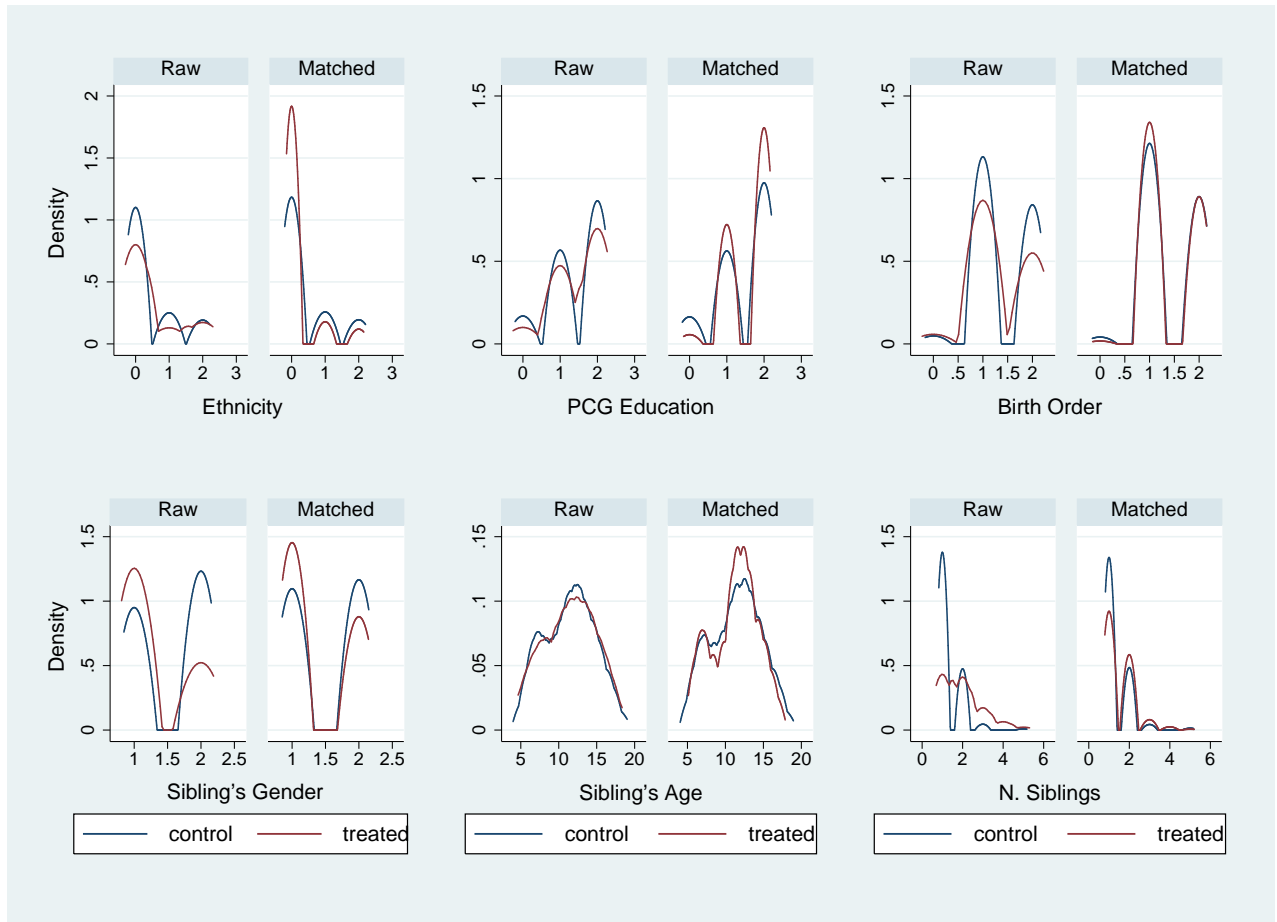 Raw Matched Raw Matched Raw Matched
Density
0 .5 1 1.5 2
0 .5 1 1.5
0 .5 1 1.5
0 1 2 3 0 1 2 3
0 1 2 3 0 1 2 3
0 .5 1 1.5 2 0 .5 1 1.5 2
Ethnicity PCG Education Birth Order
Raw Matched Raw Matched Raw Matched
Density
0 .5 1 1.5
0 .05 .1 .15
0 .5 1 1.5
1 1.5 2 2.5 1 1.5 2 2.5
5 10 15 20 5 10 15 20
0 2 4 6 0 2 4 6
Sibling's Gender Sibling's Age N. Siblings
control treated control treated control treated